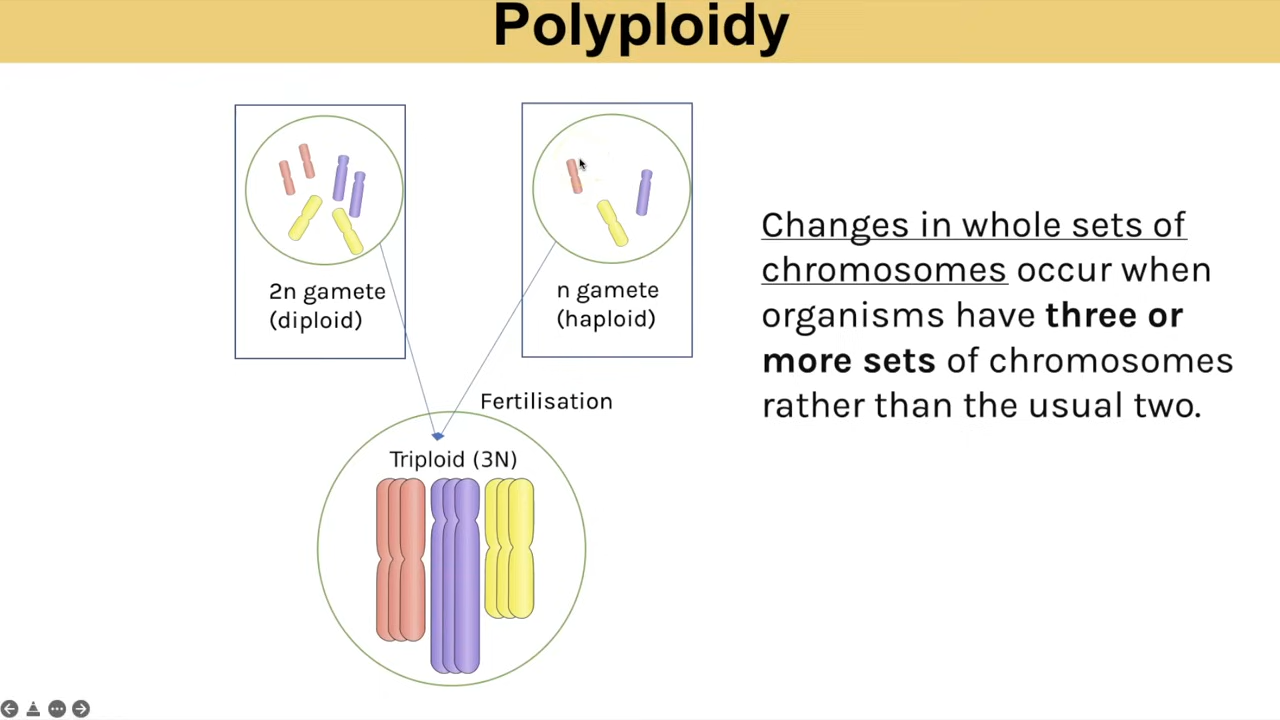 Polyploidy
2n gamete
(diploid)
n gamete
(haploid)
Fertilisation
Triploid (3N)
Changes in whole sets of
chromosomes occur when
organisms have three or
more sets of chromosomes
rather than the usual two.